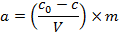 a = ((c₀ − c) / V) × m